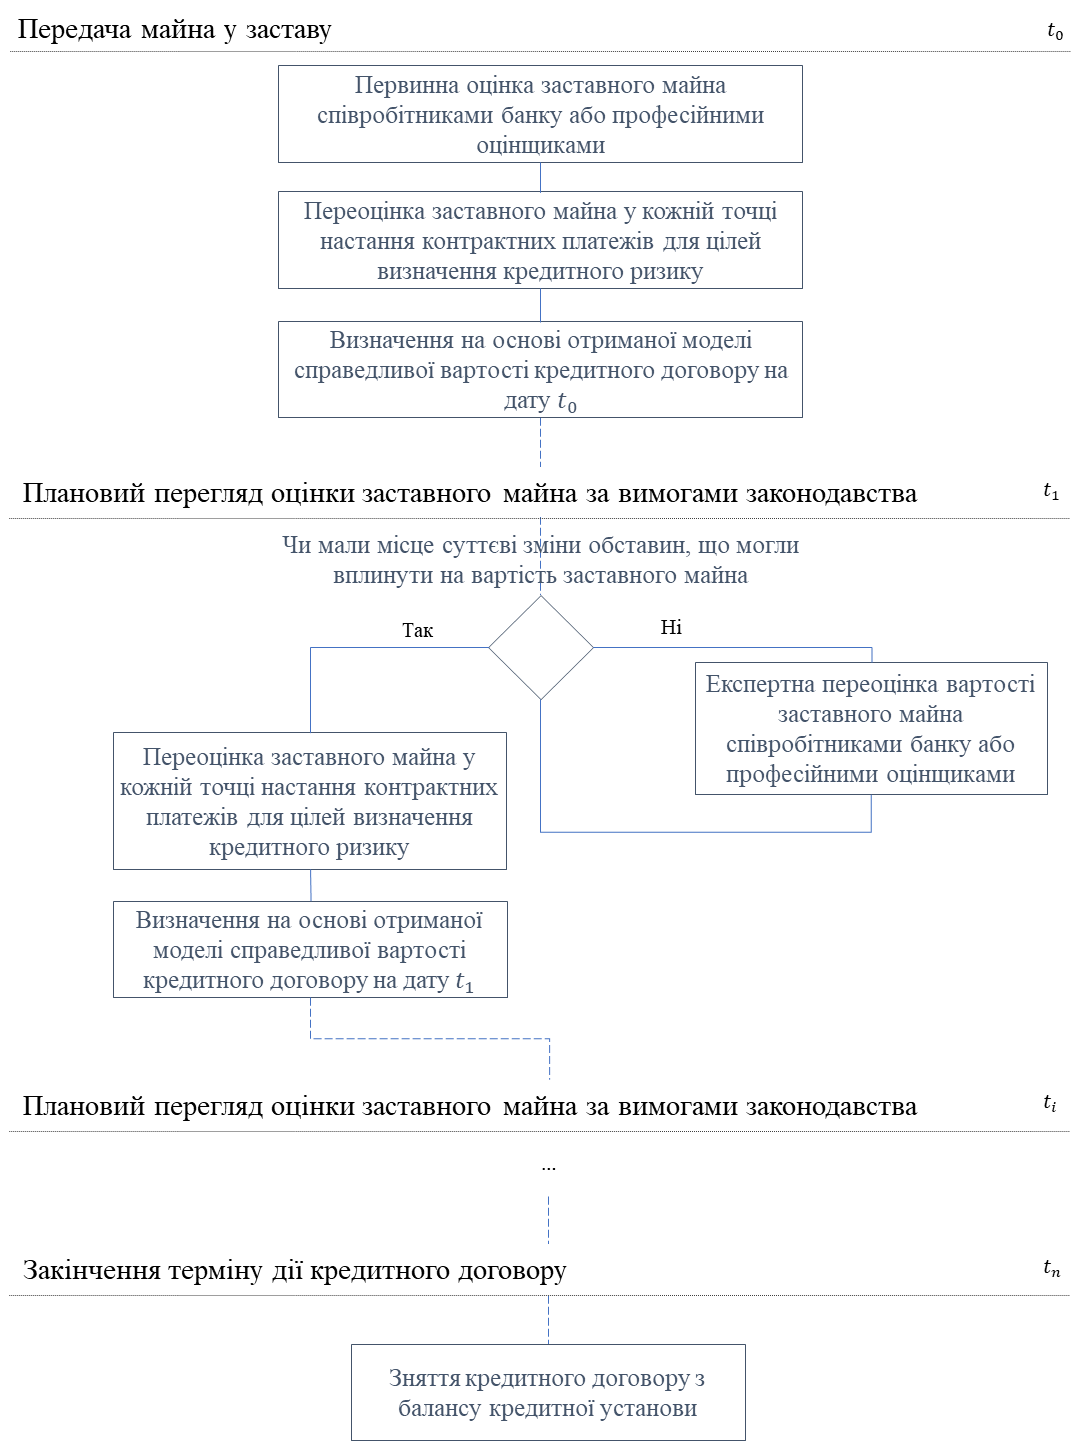 Передача майна у заставу t₀
Первинна оцінка заставного майна
співробітниками банку або професійними
оцінщиками
Переоцінка заставного майна у кожній точці
настання контрактних платежів для цілей
визначення кредитного ризику
Визначення на основі отриманої моделі
справедливої вартості кредитного договору на
дату t₀
Плановий перегляд оцінки заставного майна за вимогами законодавства t₁
Чи мали місце суттєві зміни обставин, що могли
вплинути на вартість заставного майна
Так
Ні
Експертна переоцінка вартості
заставного майна
співробітниками банку або
професійними оцінщиками
Переоцінка заставного майна у
кожній точці настання контрактних
платежів для цілей визначення
кредитного ризику
Визначення на основі отриманої
моделі справедливої вартості
кредитного договору на дату t₁
Плановий перегляд оцінки заставного майна за вимогами законодавства tᵢ
...
Закінчення терміну дії кредитного договору tₙ
Зняття кредитного договору з
балансу кредитної установи